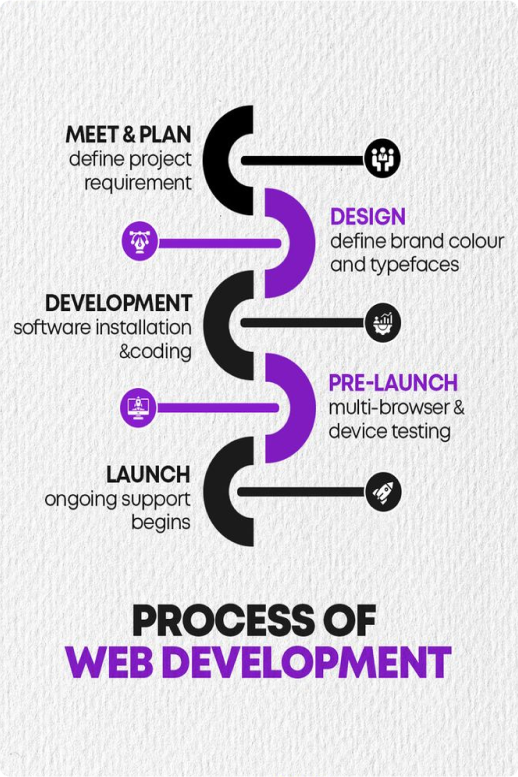 MEET & PLAN
define project
requirement
DESIGN
define brand colour
and typefaces
DEVELOPMENT
software installation
&coding
PRE-LAUNCH
multi-browser &
device testing
LAUNCH
ongoing support
begins
PROCESS OF
WEB DEVELOPMENT